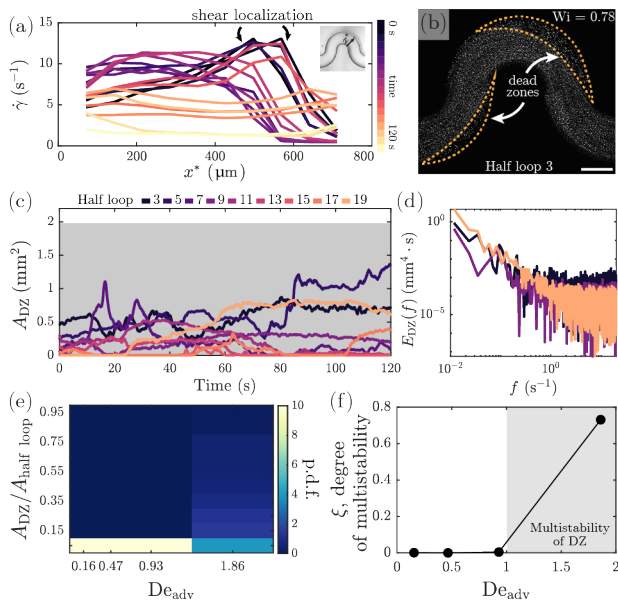 (a)
shear localization
15
10
5
0
γ̇ (s⁻¹)
0 200 400 600 800
x* (μm)
0 s
time
120 s
(b)
Wi = 0.78
dead
zones
Half loop 3
(c)
Half loop 3 5 7 9 11 13 15 17 19
2
1.5
1
0.5
0
A_DZ (mm²)
0 20 40 60 80 100 120
Time (s)
(d)
10⁰
10⁻⁵
E_DZ(f) (mm⁴ · s)
10⁻² 10⁰
f (s⁻¹)
(e)
0.95
0.75
0.55
0.35
0.15
A_DZ/A_half loop
0.16 0.47 0.93 1.86
De_adv
10
8
6
4
2
0
p.d.f.
(f)
0.8
0.6
0.4
0.2
0
ξ, degree
of multistability
Multistability
of DZ
0 0.5 1 1.5 2
De_adv